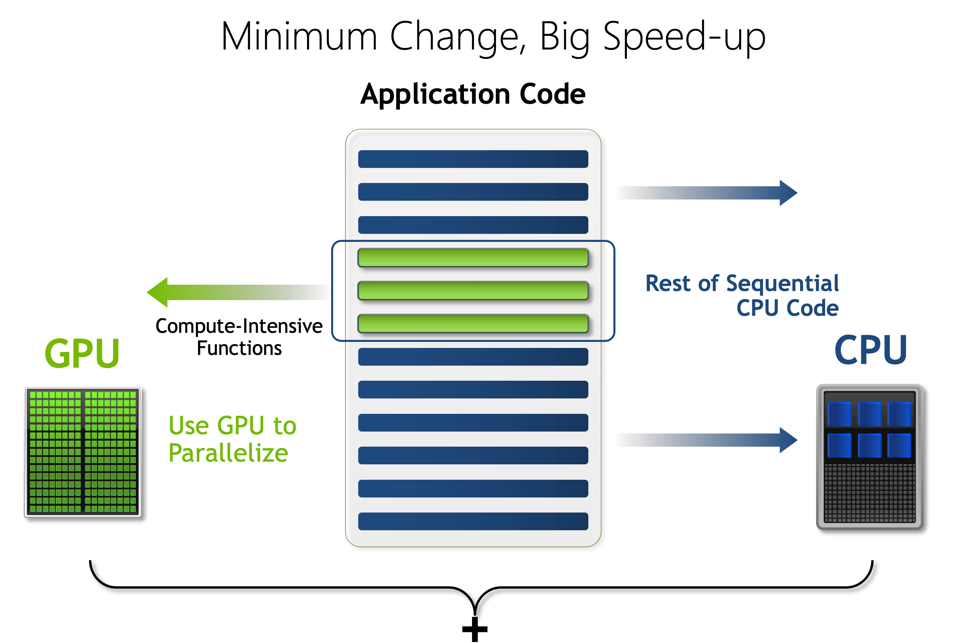 Minimum Change, Big Speed-up
Application Code
Rest of Sequential
CPU Code
Compute-Intensive
Functions
GPU
CPU
Use GPU to
Parallelize
+